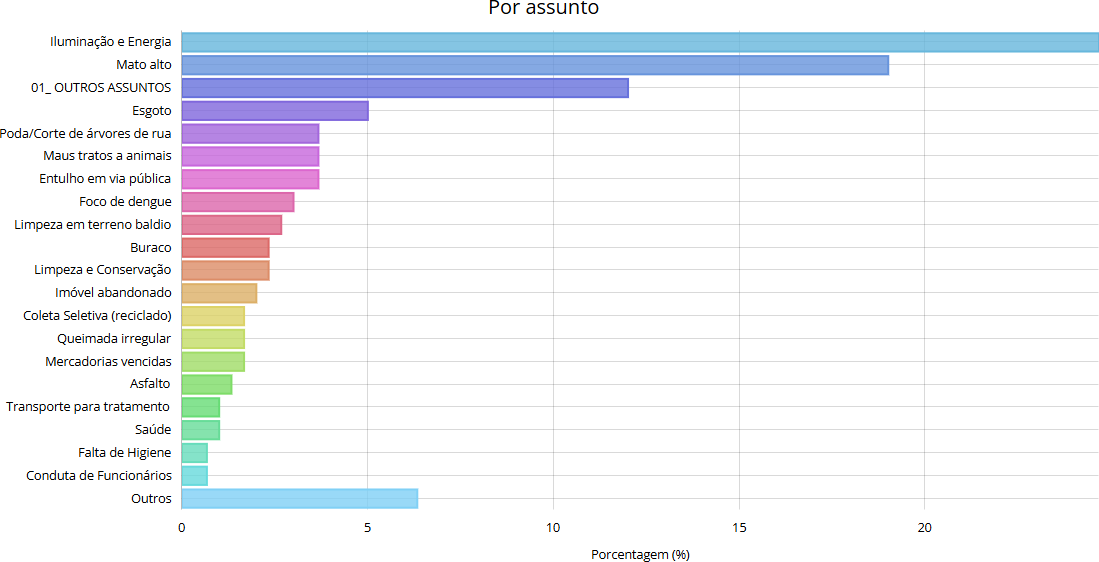 Por assunto
Iluminação e Energia
Mato alto
01_ OUTROS ASSUNTOS
Esgoto
Poda/Corte de árvores de rua
Maus tratos a animais
Entulho em via pública
Foco de dengue
Limpeza em terreno baldio
Buraco
Limpeza e Conservação
Imóvel abandonado
Coleta Seletiva (reciclado)
Queimada irregular
Mercadorias vencidas
Asfalto
Transporte para tratamento
Saúde
Falta de Higiene
Conduta de Funcionários
Outros
0 5 10 15 20
Porcentagem (%)